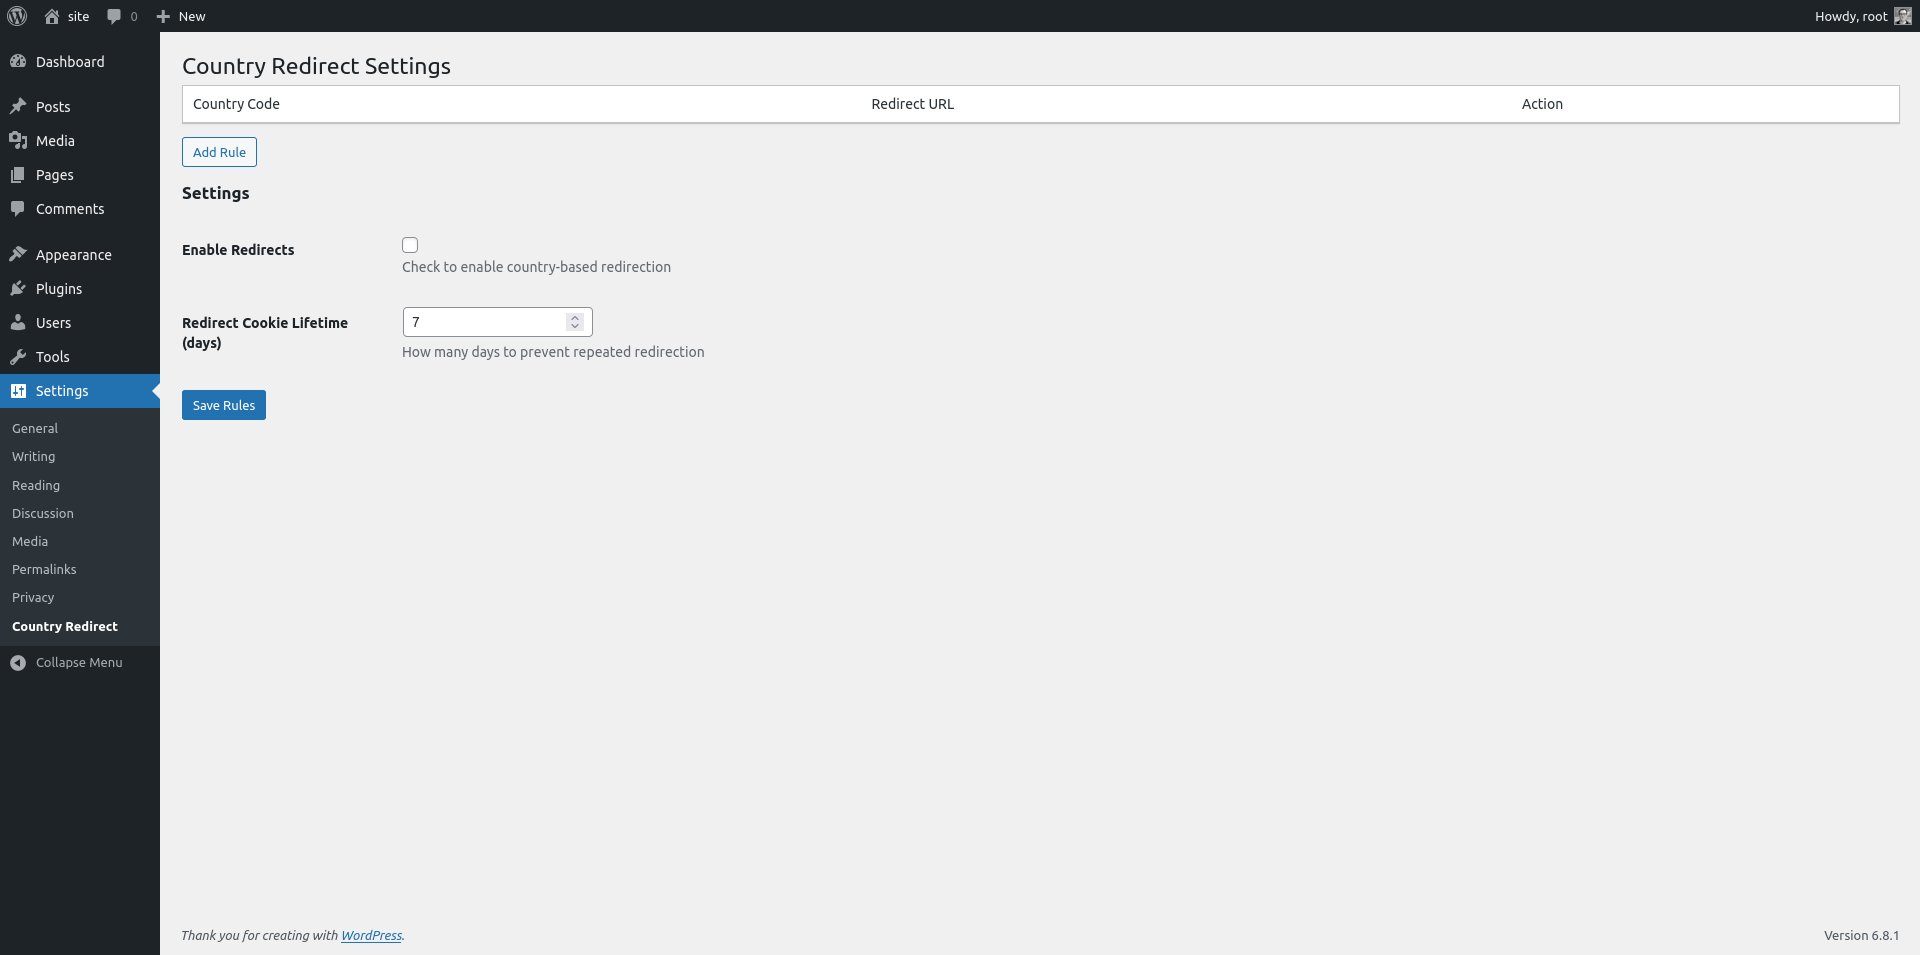 site 0 New Howdy, root
Dashboard
Posts
Media
Pages
Comments
Appearance
Plugins
Users
Tools
Settings
General
Writing
Reading
Discussion
Media
Permalinks
Privacy
Country Redirect
Collapse Menu
Country Redirect Settings
Country Code Redirect URL Action
Add Rule
Settings
Enable Redirects
Check to enable country-based redirection
Redirect Cookie Lifetime
(days)
7
How many days to prevent repeated redirection
Save Rules
Thank you for creating with WordPress. Version 6.8.1